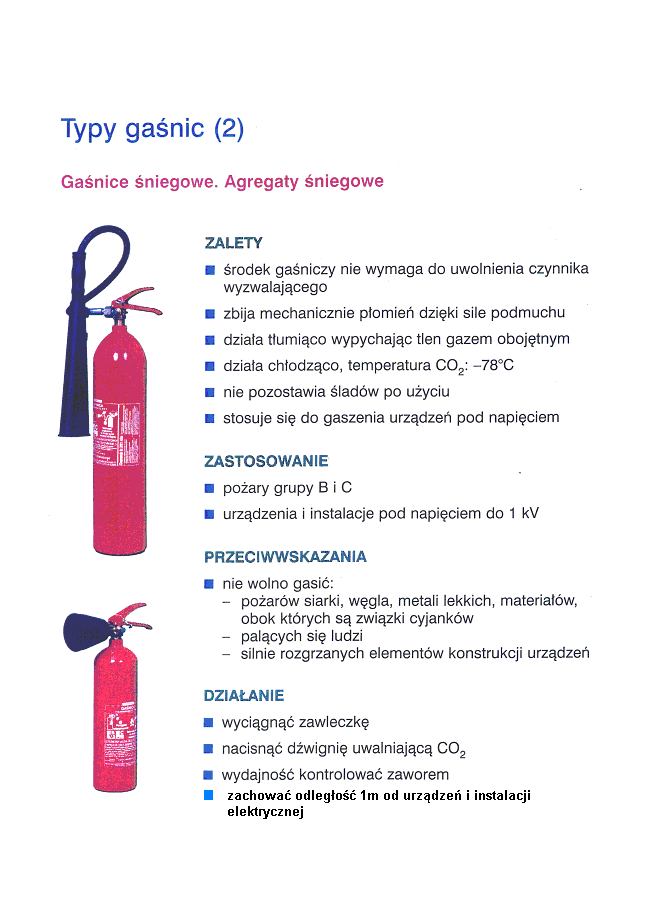 Typy gaśnic (2)
Gaśnice śniegowe. Agregaty śniegowe
ZALETY
środek gaśniczy nie wymaga do uwolnienia czynnika
wyzwalającego
zbija mechanicznie płomień dzięki sile podmuchu
działa tłumiąco wypychając tlen gazem obojętnym
działa chłodząco, temperatura CO₂: –78°C
nie pozostawia śladów po użyciu
stosuje się do gaszenia urządzeń pod napięciem
ZASTOSOWANIE
pożary grupy B i C
urządzenia i instalacje pod napięciem do 1 kV
PRZECIWWSKAZANIA
nie wolno gasić:
– pożarów siarki, węgla, metali lekkich, materiałów,
obok których są związki cyjanków
– palących się ludzi
– silnie rozgrzanych elementów konstrukcji urządzeń
DZIAŁANIE
wyciągnąć zawleczkę
nacisnąć dźwignię uwalniającą CO₂
wydajność kontrolować zaworem
zachować odległość 1m od urządzeń i instalacji
elektrycznej